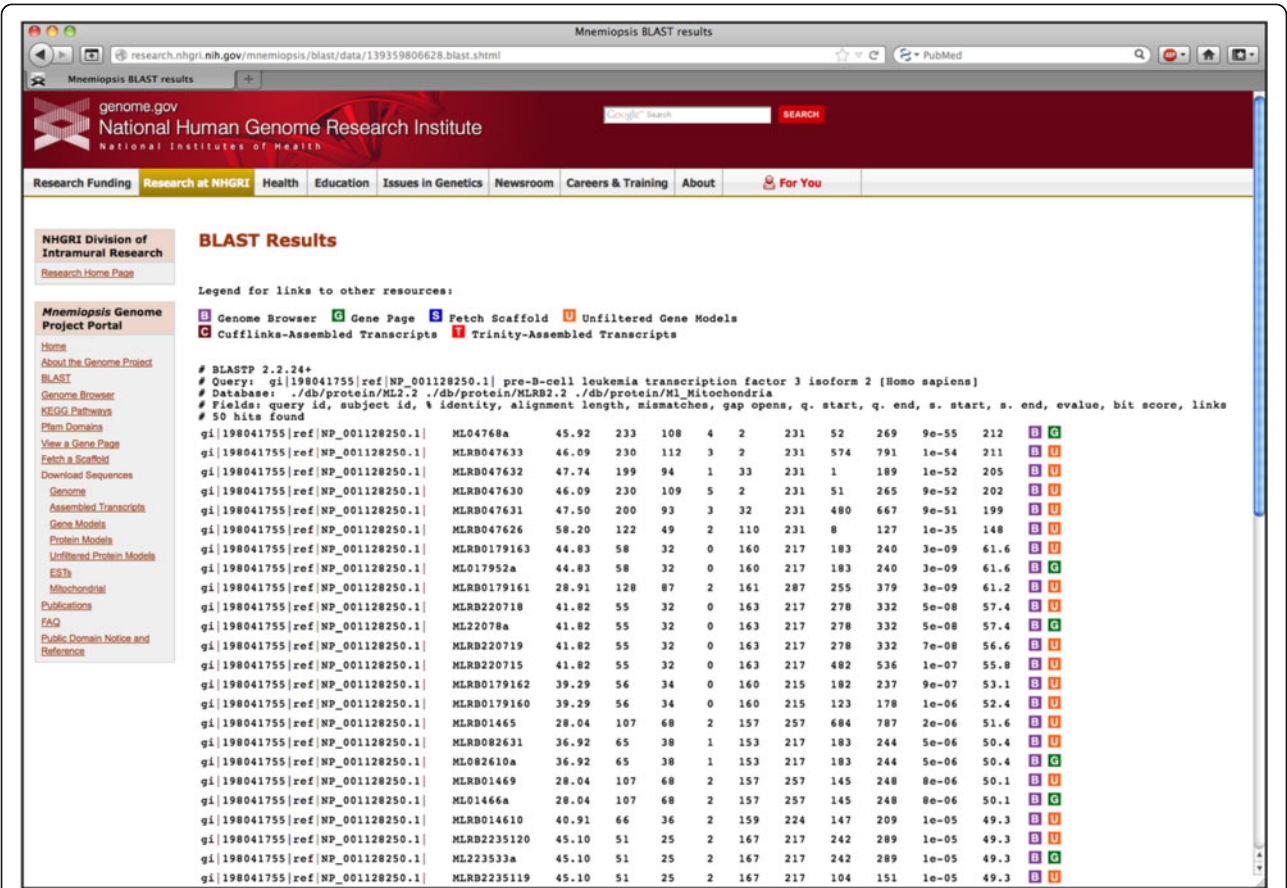 Mnemiopsis BLAST results
research.nhgri.nih.gov/mnemiopsis/blast/data/139359806628.blast.shtml
PubMed
Mnemiopsis BLAST results
genome.gov
National Human Genome Research Institute
National Institutes of Health
Google Search
SEARCH
Research Funding Research at NHGRI Health Education Issues in Genetics Newsroom Careers & Training About For You
NHGRI Division of
Intramural Research
Research Home Page
Mnemiopsis Genome
Project Portal
Home
About the Genome Project
BLAST
Genome Browser
KEGG Pathways
Pfam Domains
View a Gene Page
Fetch a Scaffold
Download Sequences
Genome
Assembled Transcripts
Gene Models
Protein Models
Unfiltered Protein Models
ESTs
Mitochondrial
Publications
FAQ
Public Domain Notice and
Reference
BLAST Results
Legend for links to other resources:
B Genome Browser G Gene Page S Fetch Scaffold U Unfiltered Gene Models
C Cufflinks-Assembled Transcripts T Trinity-Assembled Transcripts
# BLASTP 2.2.24+
# Query: gi|198041755|ref|NP_001128250.1| pre-B-cell leukemia transcription factor 3 isoform 2 [Homo sapiens]
# Database: ./db/protein/ML2.2 ./db/protein/MLRB2.2 ./db/protein/Ml_Mitochondria
# Fields: query id, subject id, % identity, alignment length, mismatches, gap opens, q. start, q. end, s. start, s. end, evalue, bit score, links
# 50 hits found
gi|198041755|ref|NP_001128250.1| ML04768a 45.92 233 108 4 2 231 52 269 9e-55 212 B G
gi|198041755|ref|NP_001128250.1| MLRB047633 46.09 230 112 3 2 231 574 791 1e-54 211 B U
gi|198041755|ref|NP_001128250.1| MLRB047632 47.74 199 94 1 33 231 1 189 1e-52 205 B U
gi|198041755|ref|NP_001128250.1| MLRB047630 46.09 230 109 5 2 231 51 265 9e-52 202 B U
gi|198041755|ref|NP_001128250.1| MLRB047631 47.50 200 93 3 32 231 480 667 9e-51 199 B U
gi|198041755|ref|NP_001128250.1| MLRB047626 58.20 122 49 2 110 231 8 127 1e-35 148 B U
gi|198041755|ref|NP_001128250.1| MLRB0179163 44.83 58 32 0 160 217 183 240 3e-09 61.6 B U
gi|198041755|ref|NP_001128250.1| ML017952a 44.83 58 32 0 160 217 183 240 3e-09 61.6 B G
gi|198041755|ref|NP_001128250.1| MLRB0179161 28.91 128 87 2 161 287 255 379 3e-09 61.2 B U
gi|198041755|ref|NP_001128250.1| MLRB220718 41.82 55 32 0 163 217 278 332 5e-08 57.4 B U
gi|198041755|ref|NP_001128250.1| ML22078a 41.82 55 32 0 163 217 278 332 5e-08 57.4 B G
gi|198041755|ref|NP_001128250.1| MLRB220719 41.82 55 32 0 163 217 278 332 7e-08 56.6 B U
gi|198041755|ref|NP_001128250.1| MLRB220715 41.82 55 32 0 163 217 482 536 1e-07 55.8 B U
gi|198041755|ref|NP_001128250.1| MLRB0179162 39.29 56 34 0 160 215 182 237 9e-07 53.1 B U
gi|198041755|ref|NP_001128250.1| MLRB0179160 39.29 56 34 0 160 215 123 178 1e-06 52.4 B U
gi|198041755|ref|NP_001128250.1| MLRB01465 28.04 107 68 2 157 257 684 787 2e-06 51.6 B U
gi|198041755|ref|NP_001128250.1| MLRB082631 36.92 65 38 1 153 217 183 244 5e-06 50.4 B U
gi|198041755|ref|NP_001128250.1| ML082610a 36.92 65 38 1 153 217 183 244 5e-06 50.4 B G
gi|198041755|ref|NP_001128250.1| MLRB01469 28.04 107 68 2 157 257 145 248 8e-06 50.1 B U
gi|198041755|ref|NP_001128250.1| ML01466a 28.04 107 68 2 157 257 145 248 8e-06 50.1 B G
gi|198041755|ref|NP_001128250.1| MLRB014610 40.91 66 36 2 159 224 147 209 1e-05 49.3 B U
gi|198041755|ref|NP_001128250.1| MLRB2235120 45.10 51 25 2 167 217 242 289 1e-05 49.3 B U
gi|198041755|ref|NP_001128250.1| ML223533a 45.10 51 25 2 167 217 242 289 1e-05 49.3 B G
gi|198041755|ref|NP_001128250.1| MLRB2235119 45.10 51 25 2 167 217 104 151 1e-05 49.3 B U